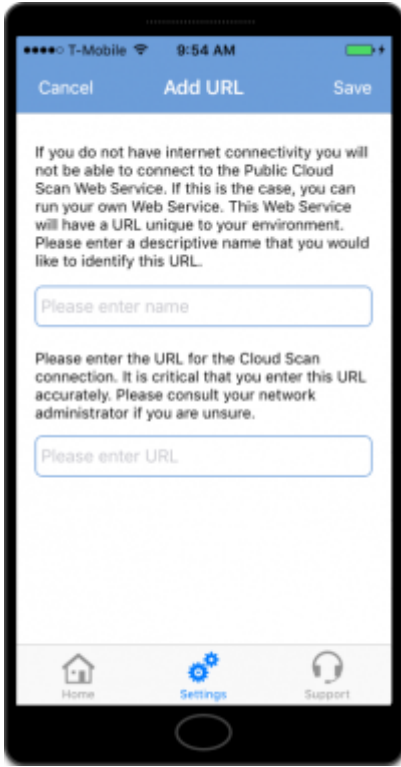 T-Mobile 9:54 AM
Cancel Add URL Save
If you do not have internet connectivity you will
not be able to connect to the Public Cloud
Scan Web Service. If this is the case, you can
run your own Web Service. This Web Service
will have a URL unique to your environment.
Please enter a descriptive name that you would
like to identify this URL.
Please enter name
Please enter the URL for the Cloud Scan
connection. It is critical that you enter this URL
accurately. Please consult your network
administrator if you are unsure.
Please enter URL
Home Settings Support